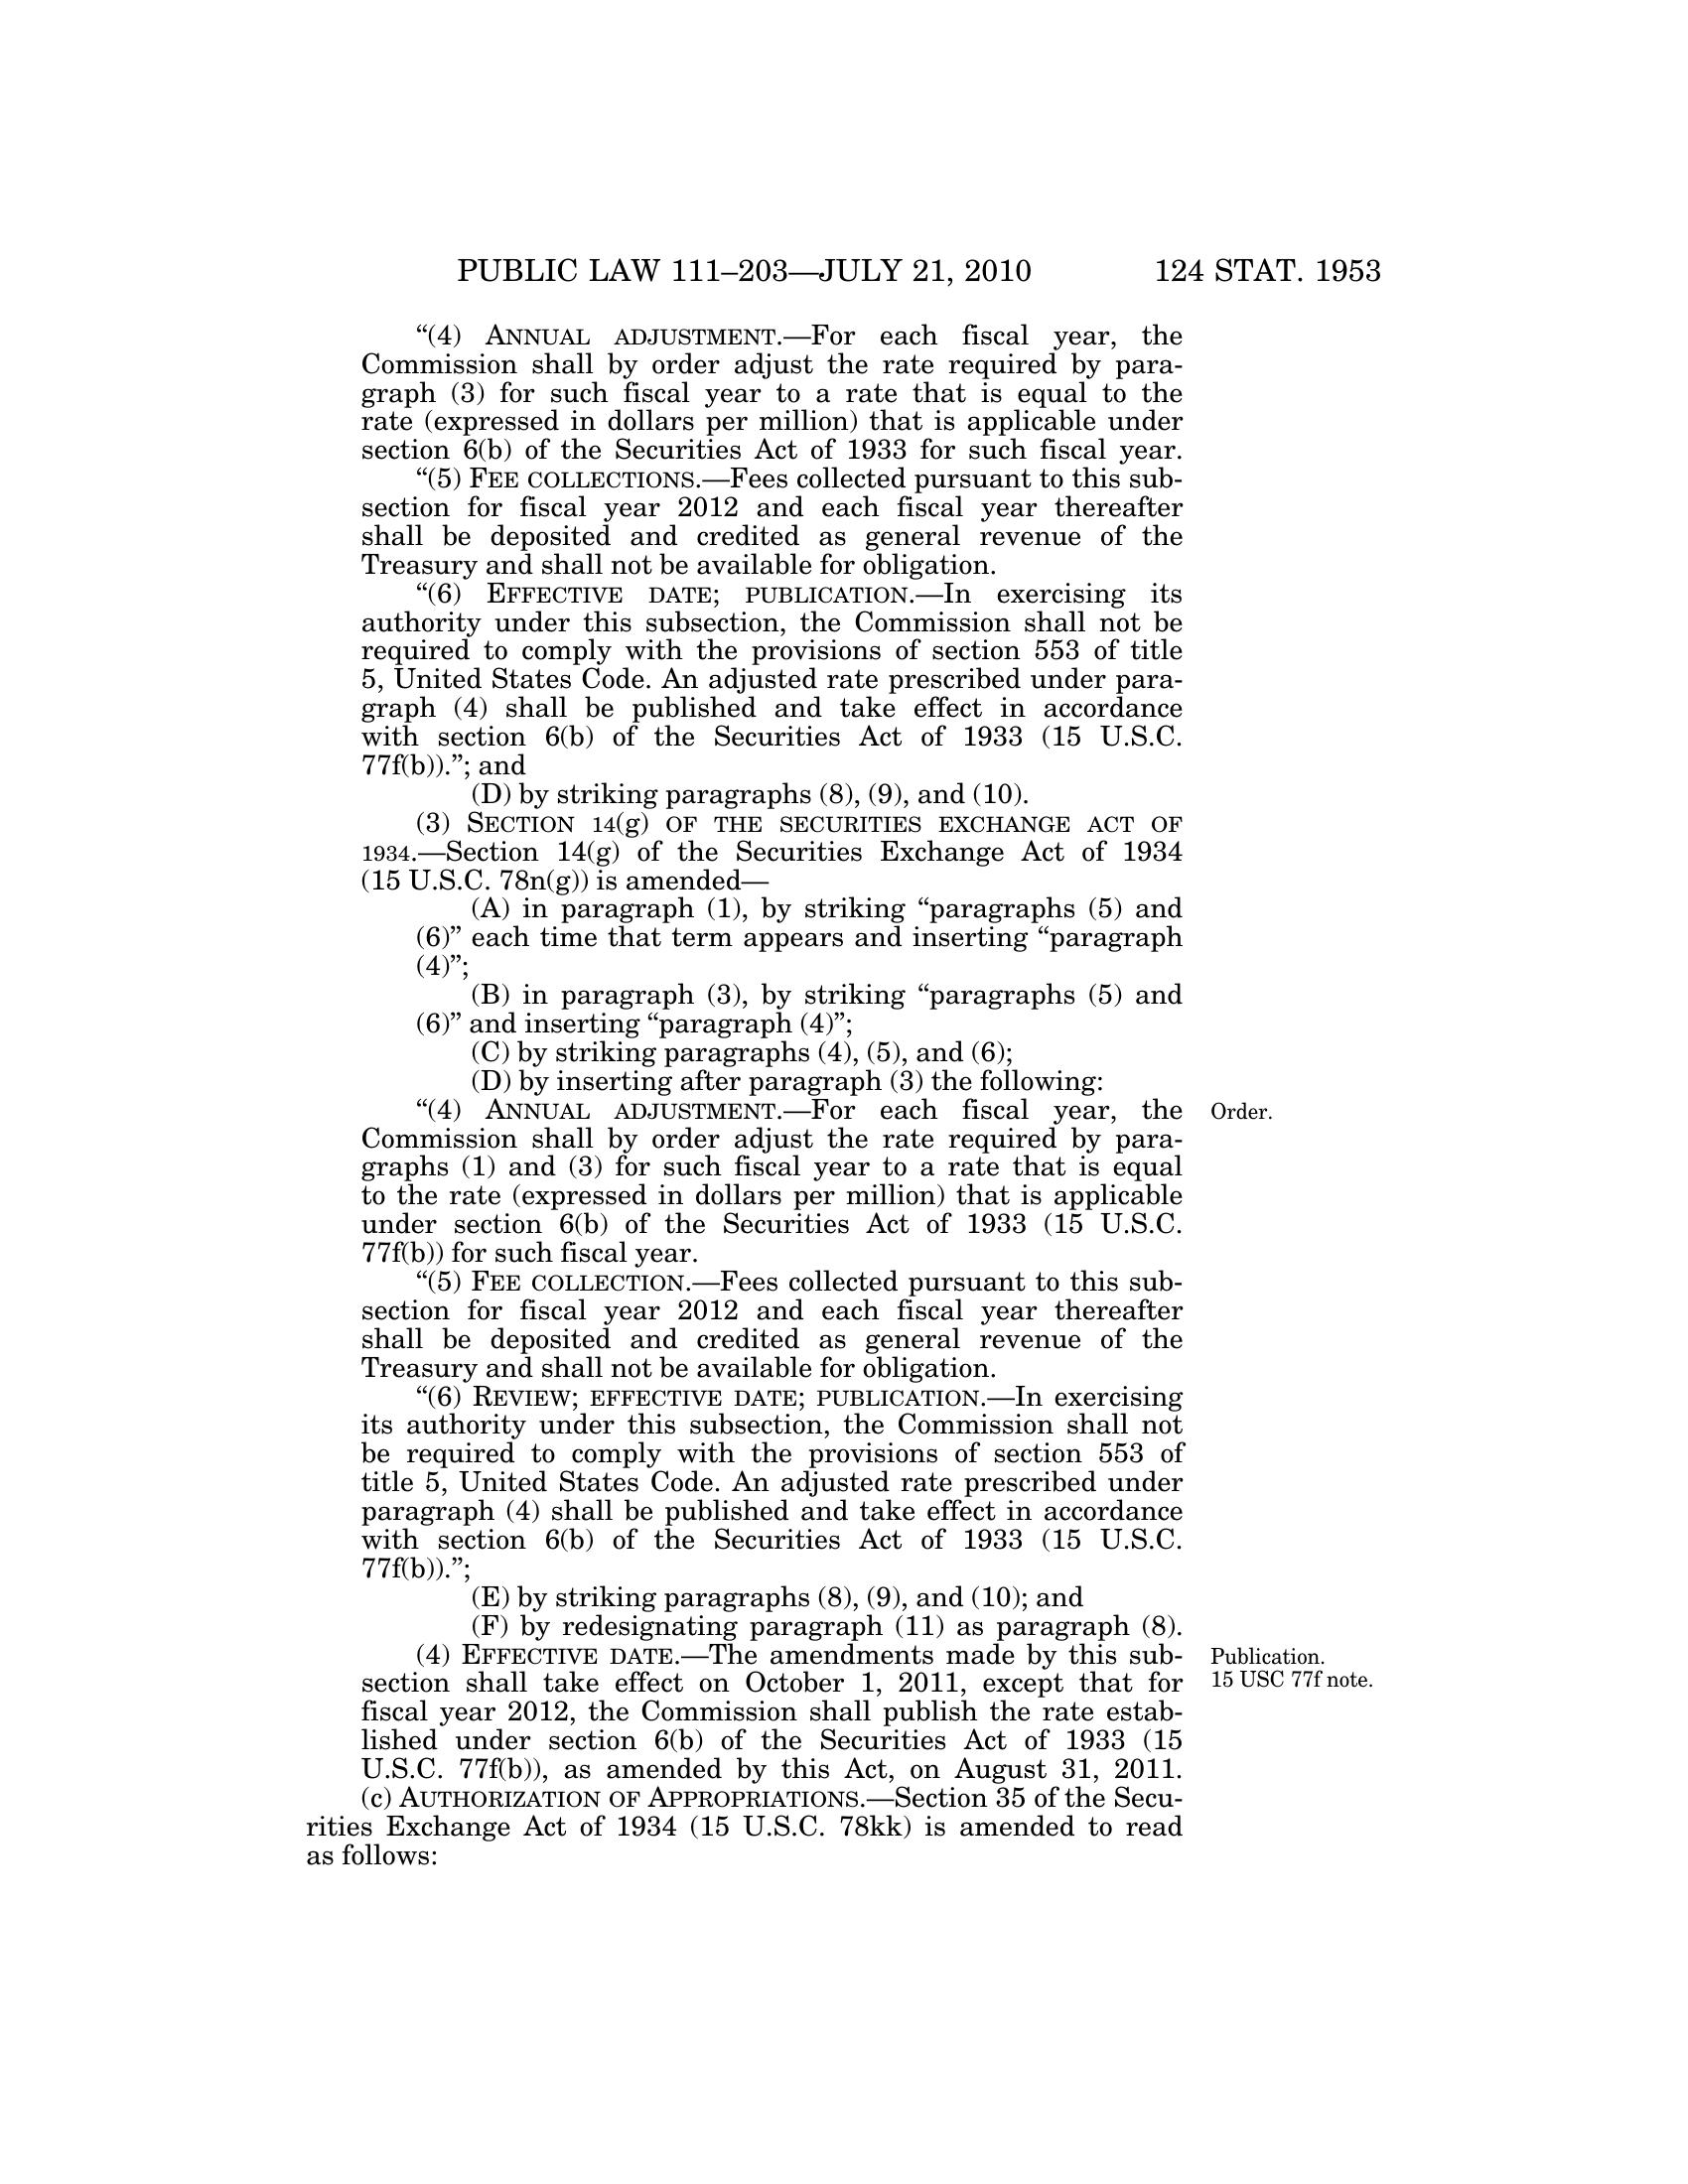 PUBLIC LAW 111–203—JULY 21, 2010 124 STAT. 1953
“(4) ANNUAL ADJUSTMENT.—For each fiscal year, the
Commission shall by order adjust the rate required by para-
graph (3) for such fiscal year to a rate that is equal to the
rate (expressed in dollars per million) that is applicable under
section 6(b) of the Securities Act of 1933 for such fiscal year.
“(5) FEE COLLECTIONS.—Fees collected pursuant to this sub-
section for fiscal year 2012 and each fiscal year thereafter
shall be deposited and credited as general revenue of the
Treasury and shall not be available for obligation.
“(6) EFFECTIVE DATE; PUBLICATION.—In exercising its
authority under this subsection, the Commission shall not be
required to comply with the provisions of section 553 of title
5, United States Code. An adjusted rate prescribed under para-
graph (4) shall be published and take effect in accordance
with section 6(b) of the Securities Act of 1933 (15 U.S.C.
77f(b)).”; and
(D) by striking paragraphs (8), (9), and (10).
(3) SECTION 14(g) OF THE SECURITIES EXCHANGE ACT OF
1934.—Section 14(g) of the Securities Exchange Act of 1934
(15 U.S.C. 78n(g)) is amended—
(A) in paragraph (1), by striking “paragraphs (5) and
(6)” each time that term appears and inserting “paragraph
(4)”;
(B) in paragraph (3), by striking “paragraphs (5) and
(6)” and inserting “paragraph (4)”;
(C) by striking paragraphs (4), (5), and (6);
(D) by inserting after paragraph (3) the following:
“(4) ANNUAL ADJUSTMENT.—For each fiscal year, the Order.
Commission shall by order adjust the rate required by para-
graphs (1) and (3) for such fiscal year to a rate that is equal
to the rate (expressed in dollars per million) that is applicable
under section 6(b) of the Securities Act of 1933 (15 U.S.C.
77f(b)) for such fiscal year.
“(5) FEE COLLECTION.—Fees collected pursuant to this sub-
section for fiscal year 2012 and each fiscal year thereafter
shall be deposited and credited as general revenue of the
Treasury and shall not be available for obligation.
“(6) REVIEW; EFFECTIVE DATE; PUBLICATION.—In exercising
its authority under this subsection, the Commission shall not
be required to comply with the provisions of section 553 of
title 5, United States Code. An adjusted rate prescribed under
paragraph (4) shall be published and take effect in accordance
with section 6(b) of the Securities Act of 1933 (15 U.S.C.
77f(b)).”;
(E) by striking paragraphs (8), (9), and (10); and
(F) by redesignating paragraph (11) as paragraph (8).
(4) EFFECTIVE DATE.—The amendments made by this sub- Publication.
section shall take effect on October 1, 2011, except that for 15 USC 77f note.
fiscal year 2012, the Commission shall publish the rate estab-
lished under section 6(b) of the Securities Act of 1933 (15
U.S.C. 77f(b)), as amended by this Act, on August 31, 2011.
(c) AUTHORIZATION OF APPROPRIATIONS.—Section 35 of the Secu-
rities Exchange Act of 1934 (15 U.S.C. 78kk) is amended to read
as follows: